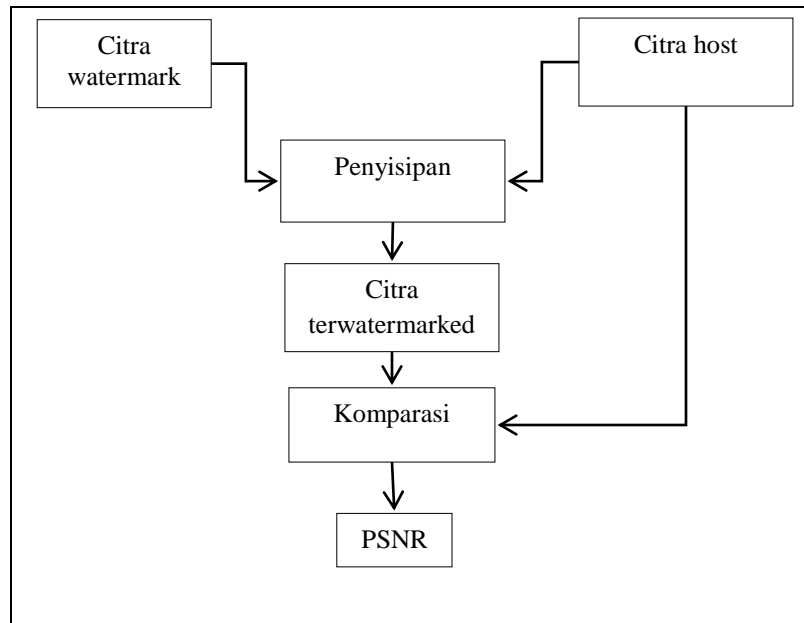 Citra
watermark
Citra host
Penyisipan
Citra
terwatermarked
Komparasi
PSNR